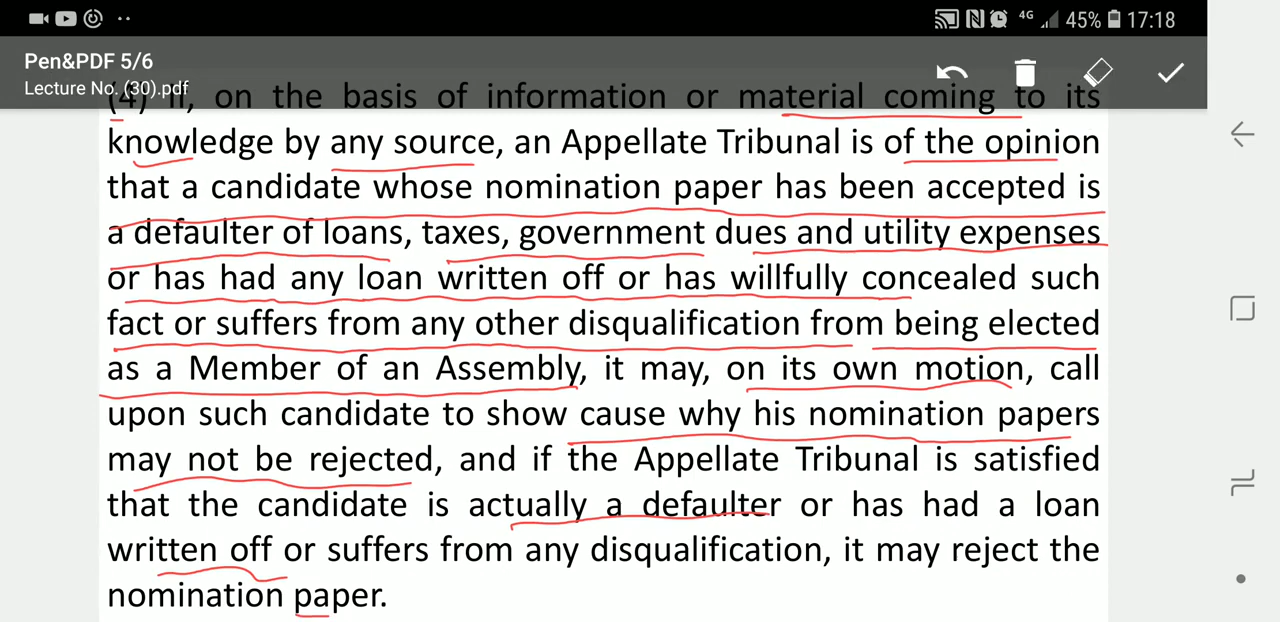 45% 17:18
4G
Pen&PDF 5/6
Lecture No. (30).pdf
(4) If, on the basis of information or material coming to its
knowledge by any source, an Appellate Tribunal is of the opinion
that a candidate whose nomination paper has been accepted is
a defaulter of loans, taxes, government dues and utility expenses
or has had any loan written off or has willfully concealed such
fact or suffers from any other disqualification from being elected
as a Member of an Assembly, it may, on its own motion, call
upon such candidate to show cause why his nomination papers
may not be rejected, and if the Appellate Tribunal is satisfied
that the candidate is actually a defaulter or has had a loan
written off or suffers from any disqualification, it may reject the
nomination paper.